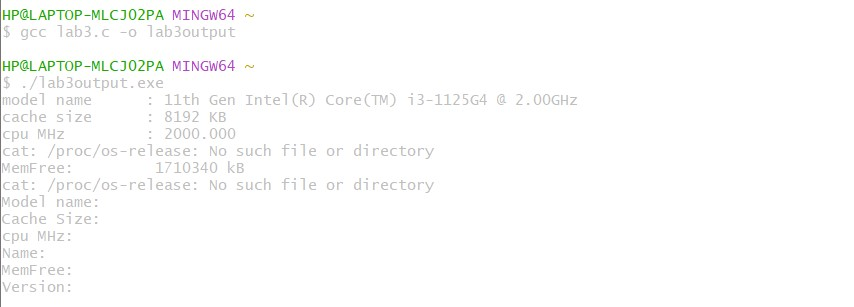 HP@LAPTOP-MLCJO2PA MINGW64 ~
$ gcc lab3.c -o lab3output
HP@LAPTOP-MLCJO2PA MINGW64 ~
$ ./lab3output.exe
model name      : 11th Gen Intel(R) Core(TM) i3-1125G4 @ 2.00GHz
cache size      : 8192 KB
cpu MHz         : 2000.000
cat: /proc/os-release: No such file or directory
MemFree:         1710340 kB
cat: /proc/os-release: No such file or directory
Model name:
Cache Size:
cpu MHz:
Name:
MemFree:
Version: